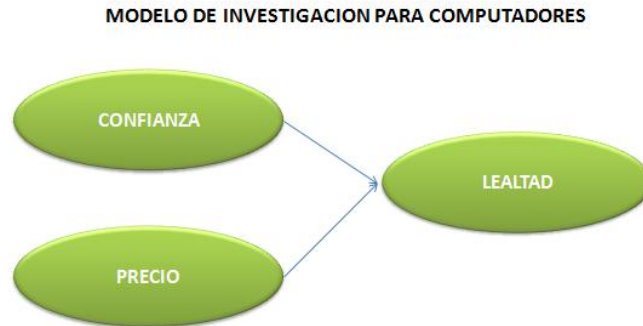 MODELO DE INVESTIGACION PARA COMPUTADORES
CONFIANZA
LEALTAD
PRECIO